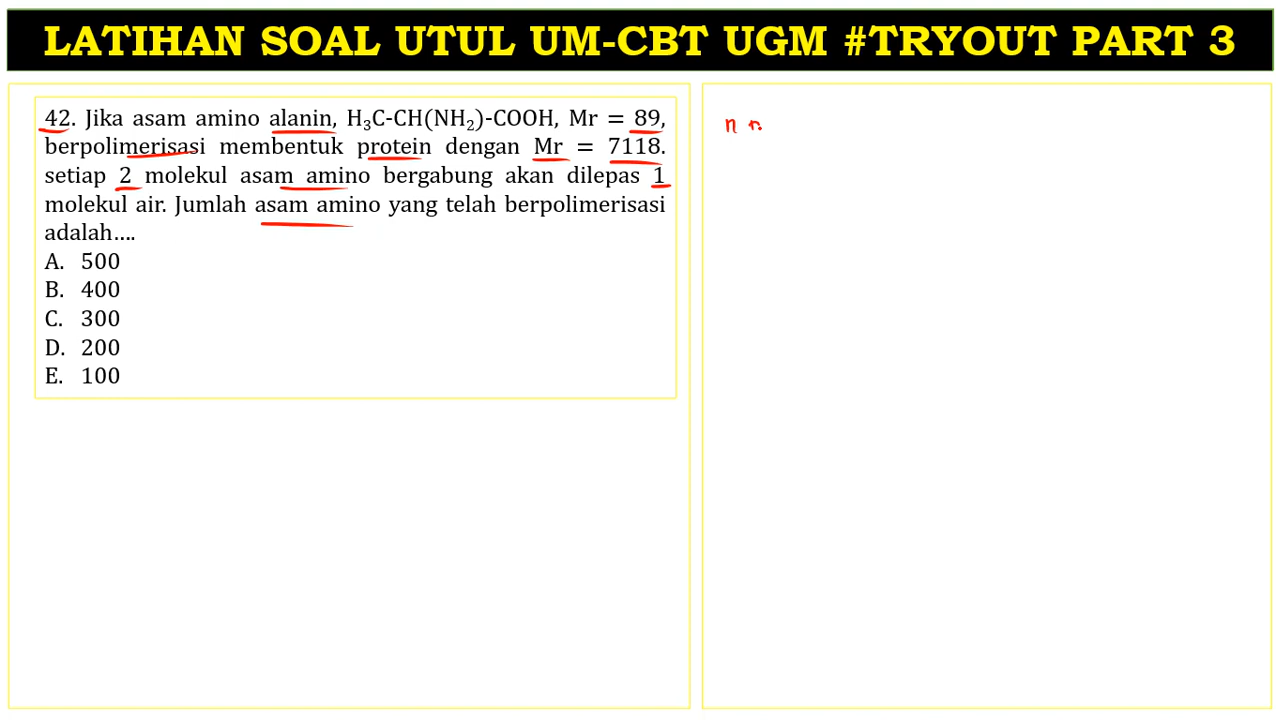 LATIHAN SOAL UTUL UM-CBT UGM #TRYOUT PART 3
42. Jika asam amino alanin, H₃C-CH(NH₂)-COOH, Mr = 89,
berpolimerisasi membentuk protein dengan Mr = 7118.
setiap 2 molekul asam amino bergabung akan dilepas 1
molekul air. Jumlah asam amino yang telah berpolimerisasi
adalah....
A. 500
B. 400
C. 300
D. 200
E. 100
n